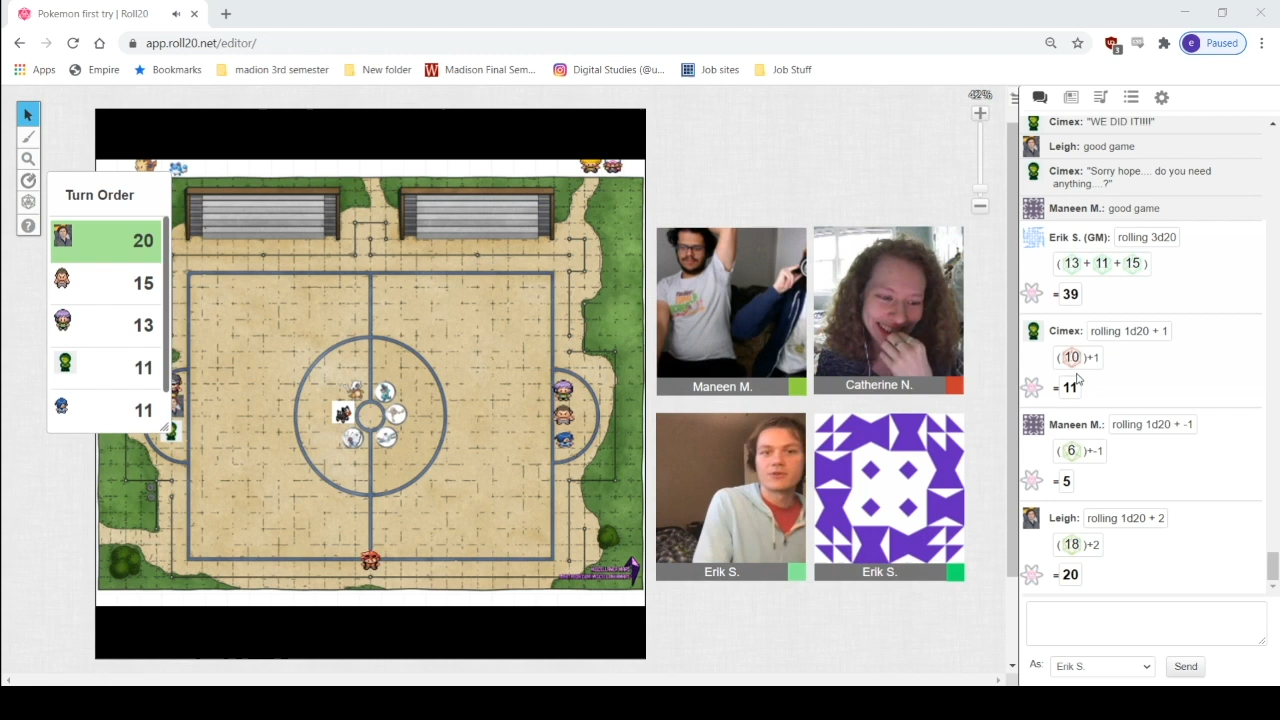 Pokemon first try | Roll20
app.roll20.net/editor/
3
e
Paused
Apps
Empire
Bookmarks
madion 3rd semester
New folder
Madison Final Sem...
Digital Studies (@u...
Job sites
Job Stuff
42%
Turn Order
20
15
13
11
11
Maneen M.
Catherine N.
Erik S.
Erik S.
Cimex: "WE DID IT!!!!"
Leigh: good game
Cimex: "Sorry hope.... do you need
anything....?"
Maneen M.: good game
Erik S. (GM): rolling 3d20
(13 + 11 + 15)
= 39
Cimex: rolling 1d20 + 1
(10)+1
= 11
Maneen M.: rolling 1d20 + -1
(6)+-1
= 5
Leigh: rolling 1d20 + 2
(18)+2
= 20
As: Erik S.
Send